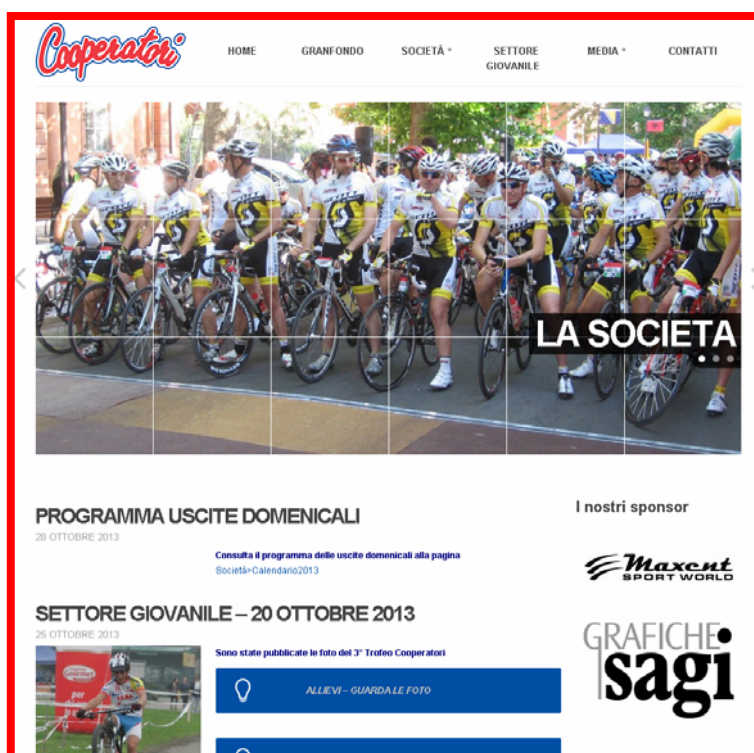 Cooperatori
HOME
GRANFONDO
SOCIETÀ
SETTORE
GIOVANILE
MEDIA
CONTATTI
LA SOCIETA
PROGRAMMA USCITE DOMENICALI
28 OTTOBRE 2013
Consulta il programma delle uscite domenicali alla pagina
Società>Calendario2013
SETTORE GIOVANILE – 20 OTTOBRE 2013
25 OTTOBRE 2013
Sono state pubblicate le foto del 3° Trofeo Cooperatori
ALLIEVI – GUARDA LE FOTO
I nostri sponsor
Maxent
SPORT WORLD
GRAFICHE
sagi